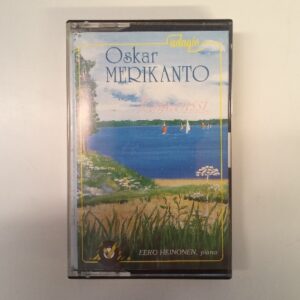 adagio
Oskar
MERIKANTO
EERO HEINONEN, piano